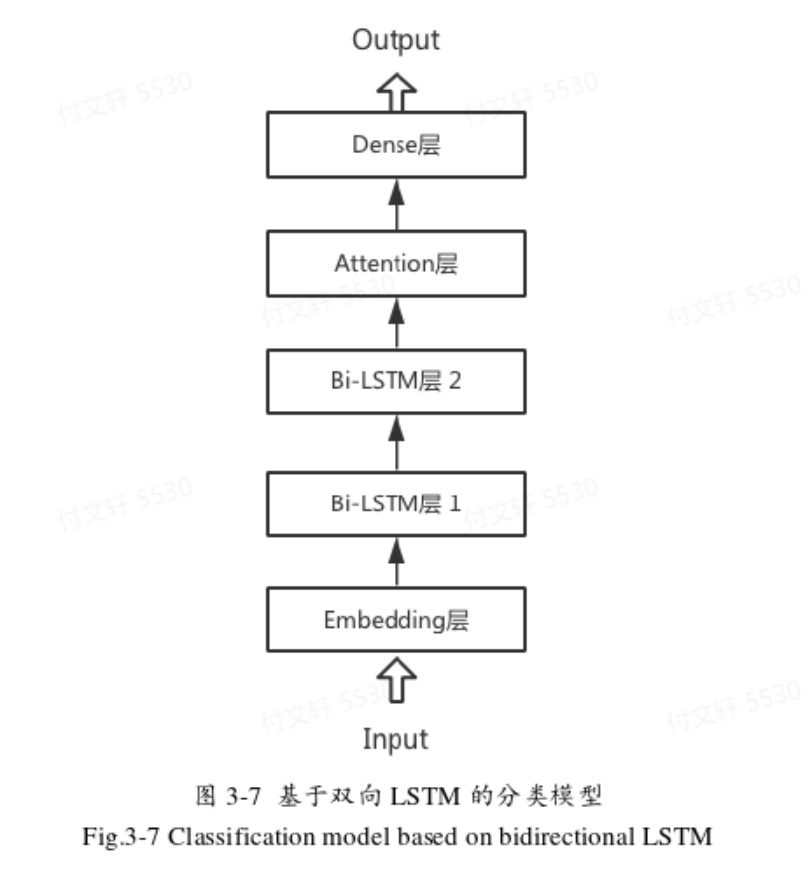 Output
付文轩 5530
付文轩 5530
Dense层
Attention层
付文轩 5530
付文轩 5530
Bi-LSTM层 2
Bi-LSTM层 1
付文轩 5530
付文轩 5530
Embedding层
付文轩 5530
付文轩 5530
Input
图 3-7 基于双向 LSTM 的分类模型
Fig.3-7 Classification model based on bidirectional LSTM